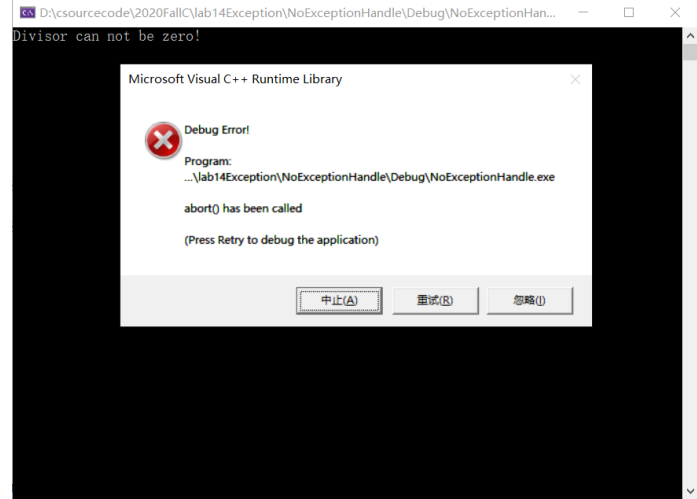 D:\csourcecode\2020FallC\lab14Exception\NoExceptionHandle\Debug\NoExceptionHan...
Divisor can not be zero!
Microsoft Visual C++ Runtime Library
Debug Error!
Program:
...\lab14Exception\NoExceptionHandle\Debug\NoExceptionHandle.exe
abort() has been called
(Press Retry to debug the application)
中止(A) 重试(R) 忽略(I)